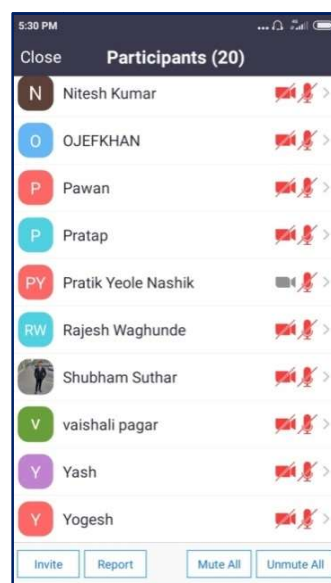 5:30 PM
Close Participants (20)
N Nitesh Kumar
O OJEFKHAN
P Pawan
P Pratap
PY Pratik Yeole Nashik
RW Rajesh Waghunde
Shubham Suthar
V vaishali pagar
Y Yash
Y Yogesh
Invite Report Mute All Unmute All